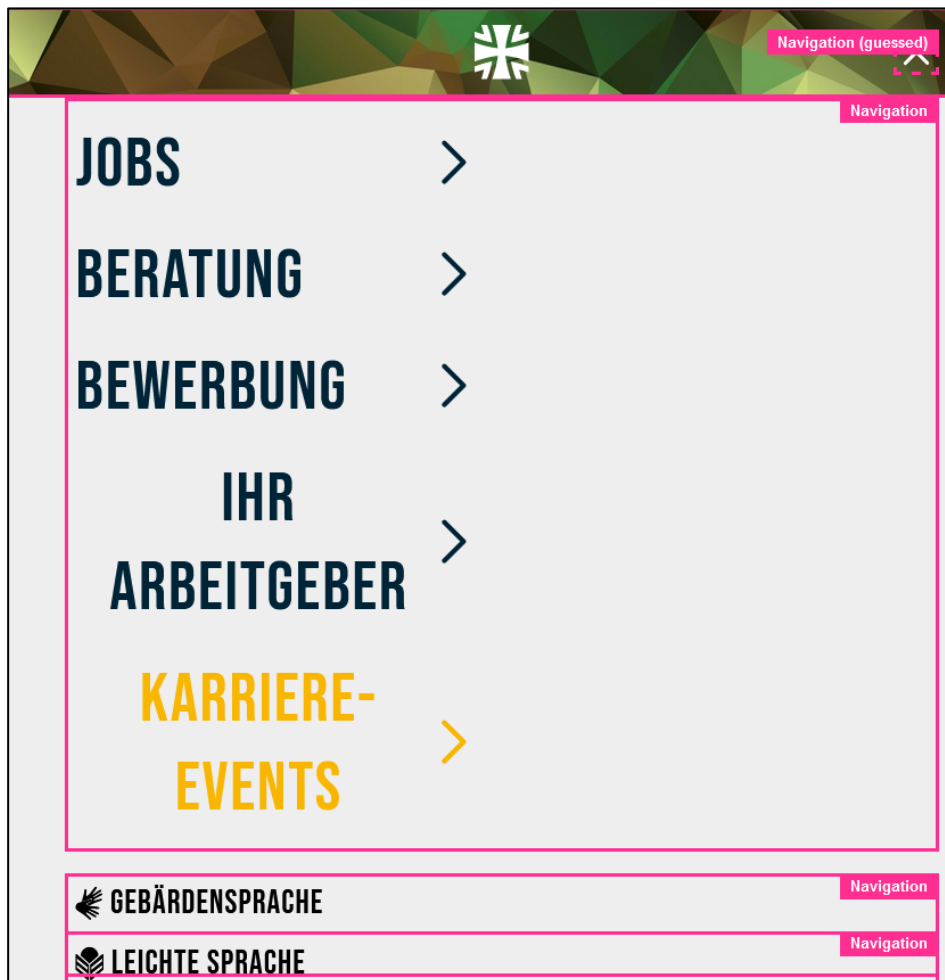 Navigation (guessed)
Navigation
JOBS
BERATUNG
BEWERBUNG
IHR
ARBEITGEBER
KARRIERE-
EVENTS
Navigation
GEBÄRDENSPRACHE
Navigation
LEICHTE SPRACHE